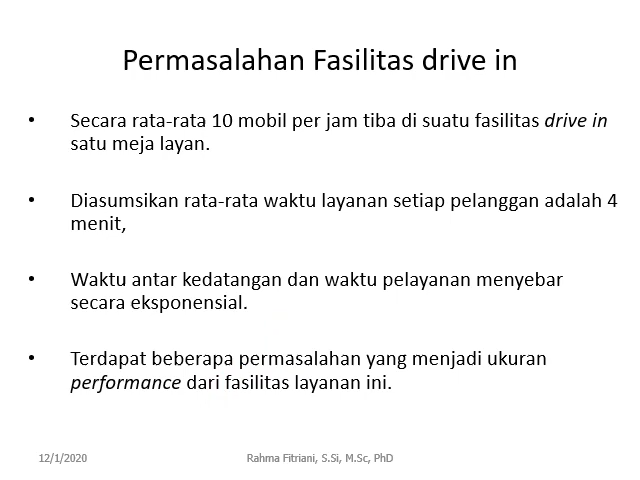 Permasalahan Fasilitas drive in
• Secara rata-rata 10 mobil per jam tiba di suatu fasilitas drive in
satu meja layan.
• Diasumsikan rata-rata waktu layanan setiap pelanggan adalah 4
menit,
• Waktu antar kedatangan dan waktu pelayanan menyebar
secara eksponensial.
• Terdapat beberapa permasalahan yang menjadi ukuran
performance dari fasilitas layanan ini.
12/1/2020
Rahma Fitriani, S.Si, M.Sc, PhD